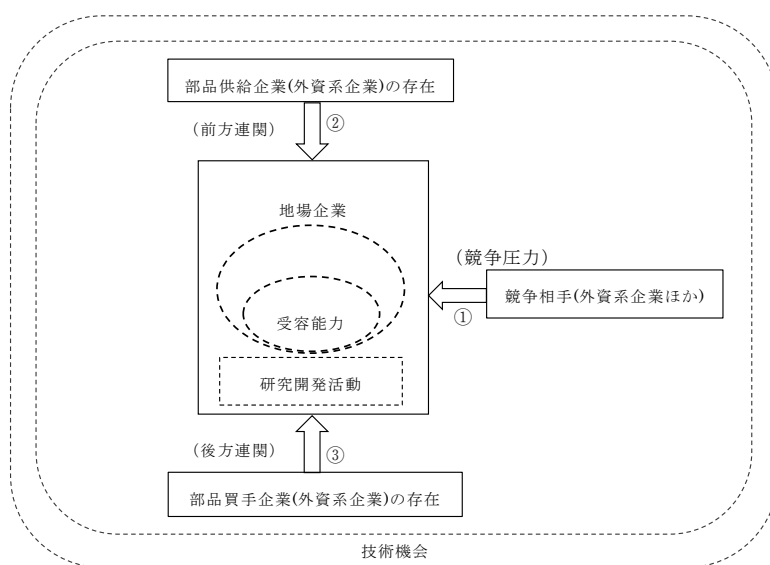 部品供給企業(外資系企業)の存在
(前方連関)
②
地場企業
(競争圧力)
受容能力
競争相手(外資系企業ほか)
①
研究開発活動
(後方連関)
③
部品買手企業(外資系企業)の存在
技術機会